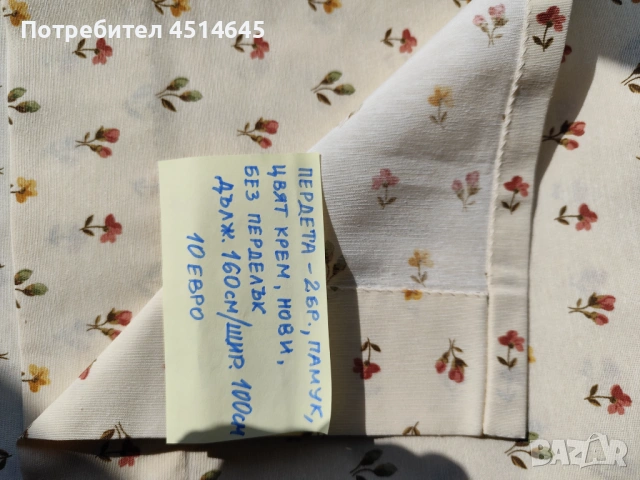 Потребител 4514645
ПЕРДЕТА - 2БР., ПАМУК,
ЦВЯТ КРЕМ, НОВИ,
БЕЗ ПЕРДЕЛЪК
ДЪЛЖ. 160СМ/ШИР. 100СМ
10 ЕВРО
BAZAR